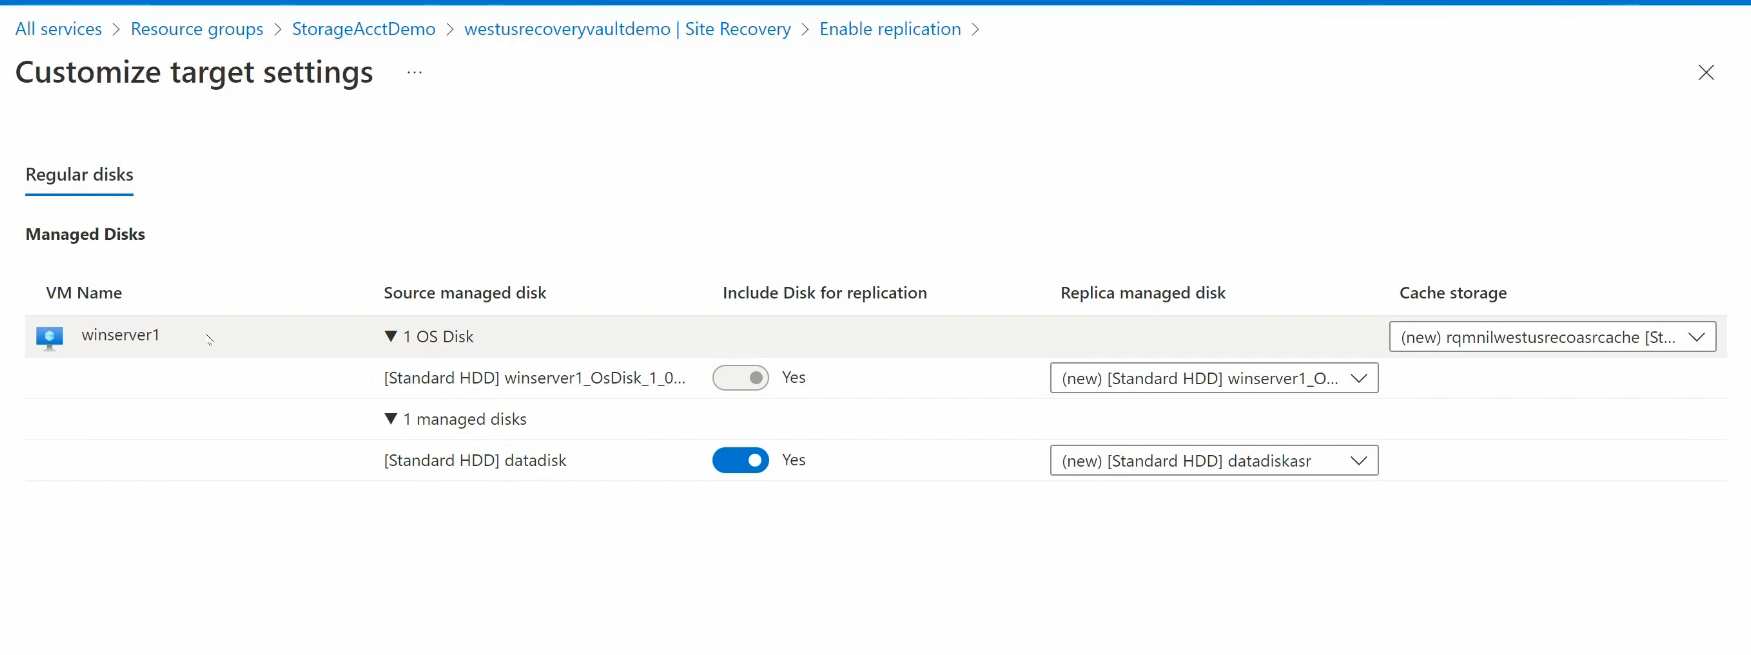 All services > Resource groups > StorageAcctDemo > westusrecoveryvaultdemo | Site Recovery > Enable replication >
Customize target settings ...
Regular disks
Managed Disks
VM Name Source managed disk Include Disk for replication Replica managed disk Cache storage
winserver1 ▼ 1 OS Disk (new) rqmnilwestusrecoasrcache [St...
[Standard HDD] winserver1_OsDisk_1_0... Yes (new) [Standard HDD] winserver1_O...
▼ 1 managed disks
[Standard HDD] datadisk Yes (new) [Standard HDD] datadiskasr